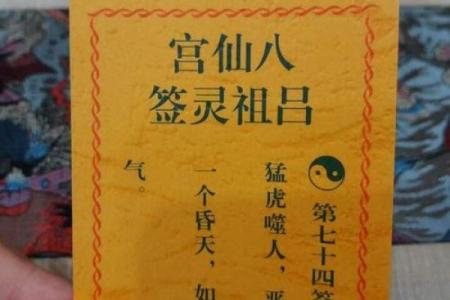 八仙宫
吕祖灵签
第七十四签
猛虎噬人，
一个昏天，如
气。